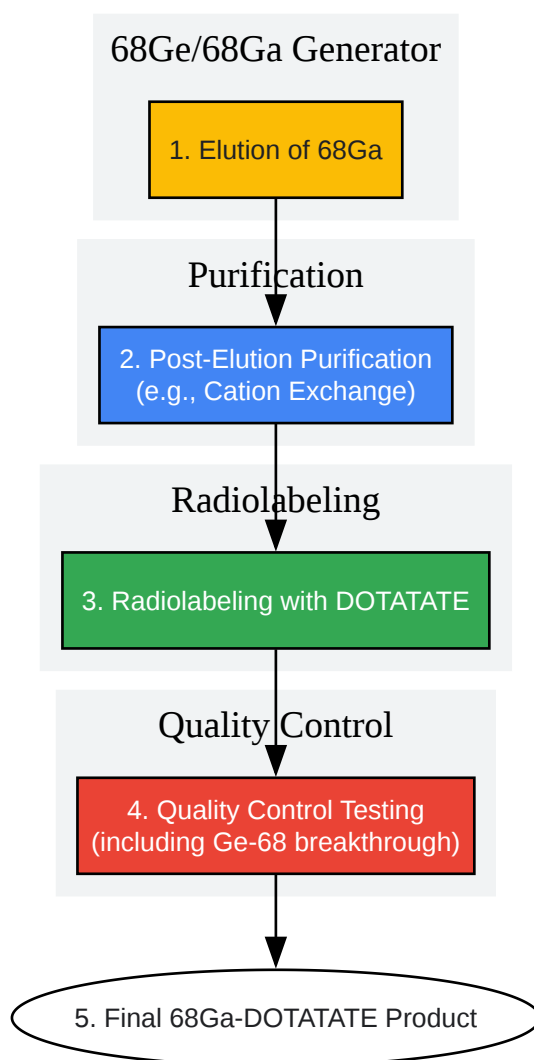 68Ge/68Ga Generator
1. Elution of 68Ga
Purification
2. Post-Elution Purification
(e.g., Cation Exchange)
Radiolabeling
3. Radiolabeling with DOTATATE
Quality Control
4. Quality Control Testing
(including Ge-68 breakthrough)
5. Final 68Ga-DOTATATE Product